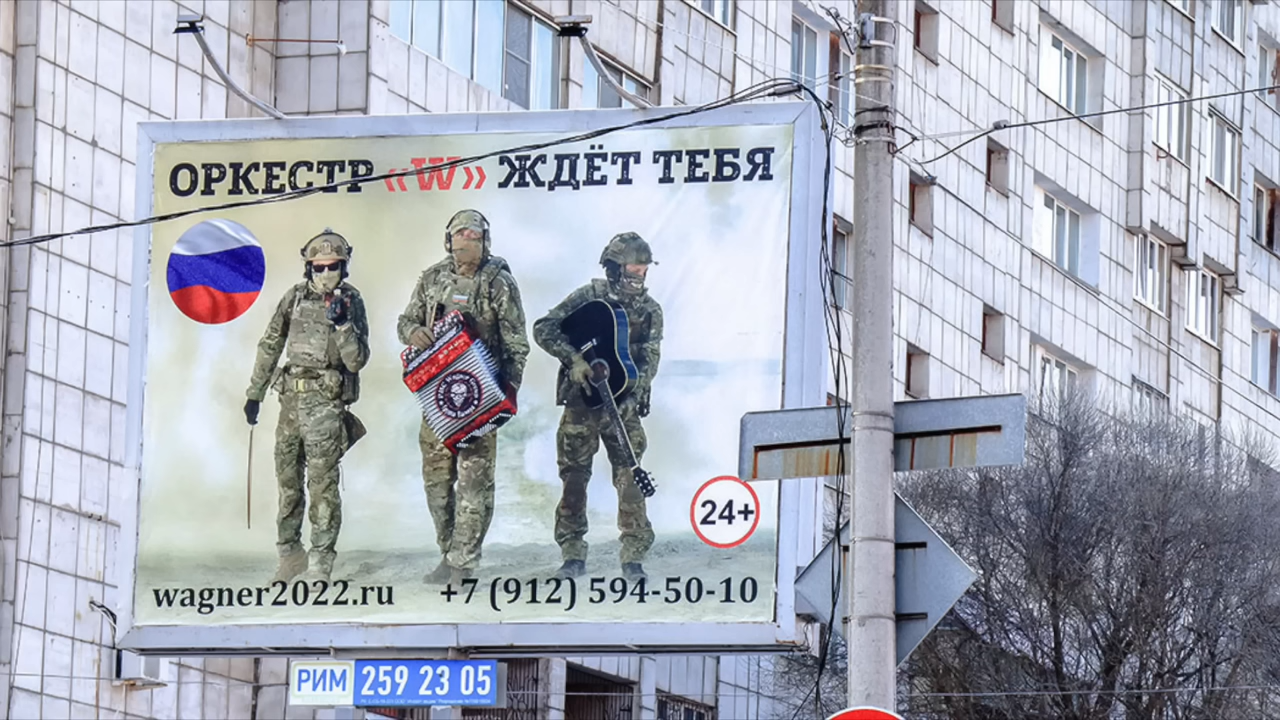 ОРКЕСТР «W» ЖДЁТ ТЕБЯ
24+
wagner2022.ru +7 (912) 594-50-10
РИМ 259 23 05